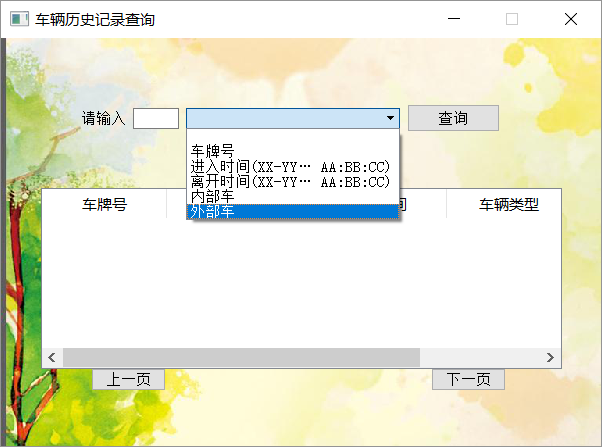 车辆历史记录查询
请输入 查询
车牌号
进入时间(XX-YY… AA:BB:CC)
离开时间(XX-YY… AA:BB:CC)
内部车
外部车
车牌号 间 车辆类型
上一页 下一页